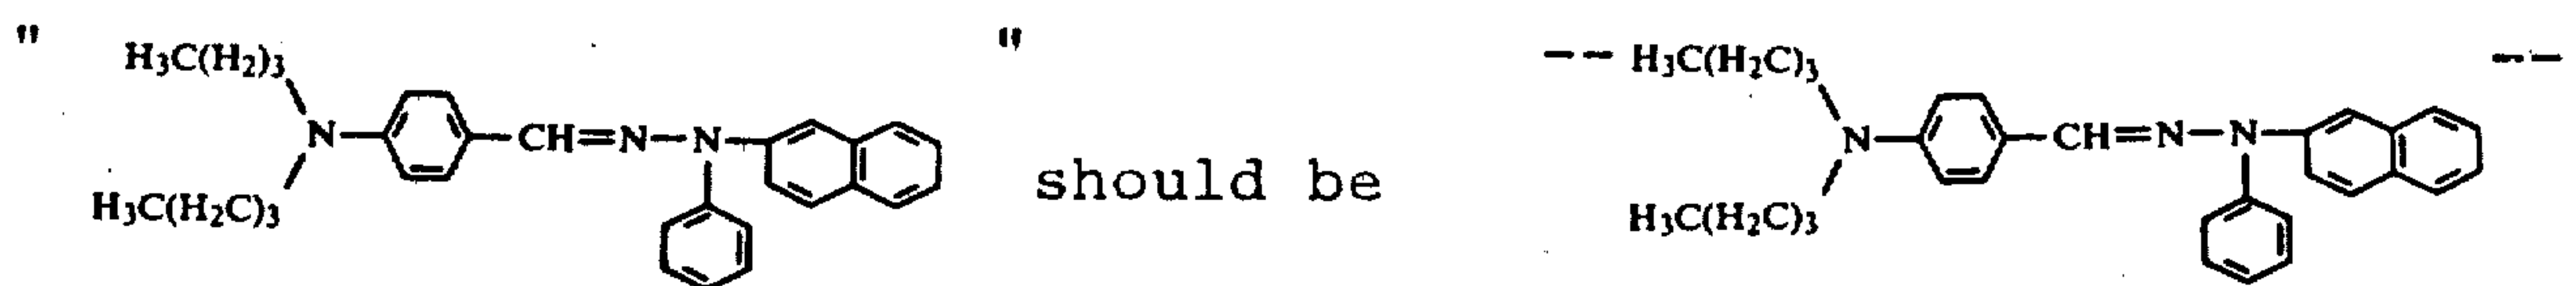 " H₃C(H₂)₃ " -- H₃C(H₂C)₃ --
N CH=N—N N CH=N—N
H₃C(H₂C)₃ should be H₃C(H₂C)₃